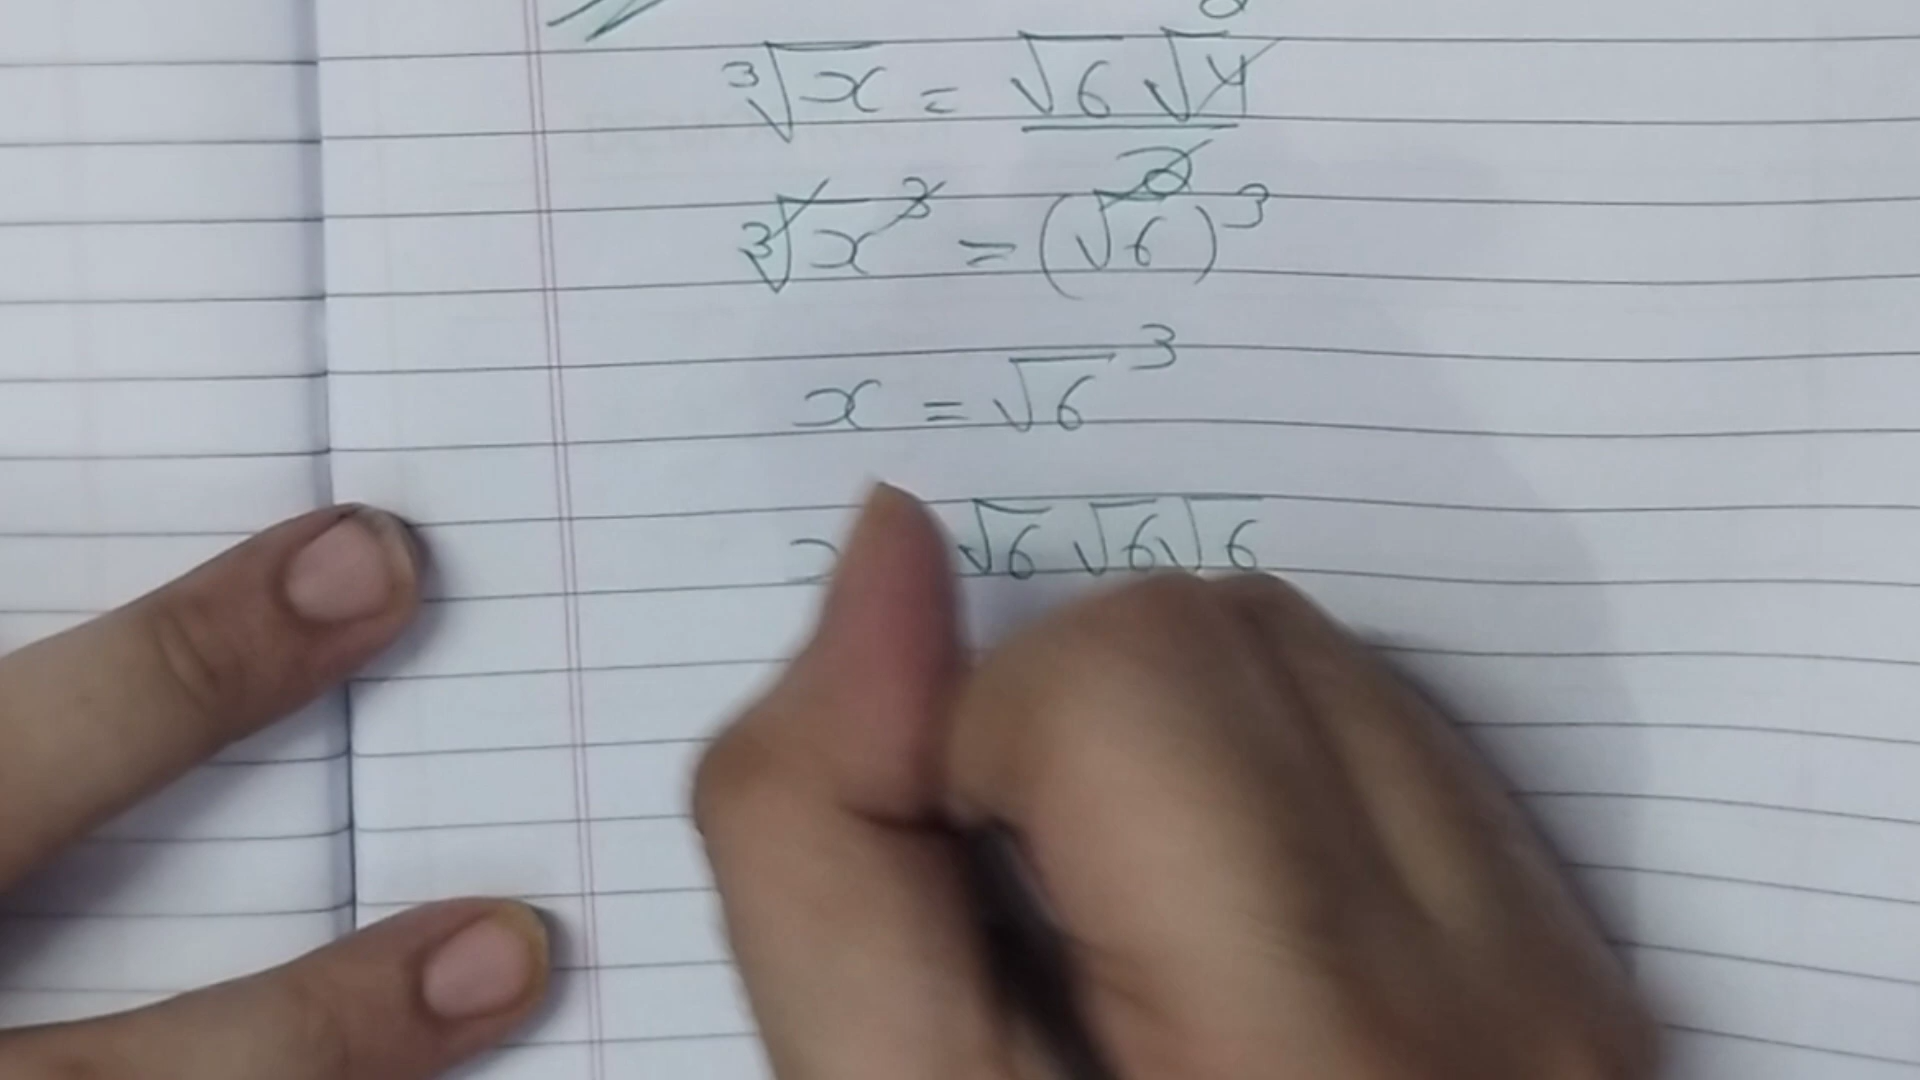 ∛x = √6 √4 / 2
∛x³ = (√6)³
x = √6³
x √6 √6 √6